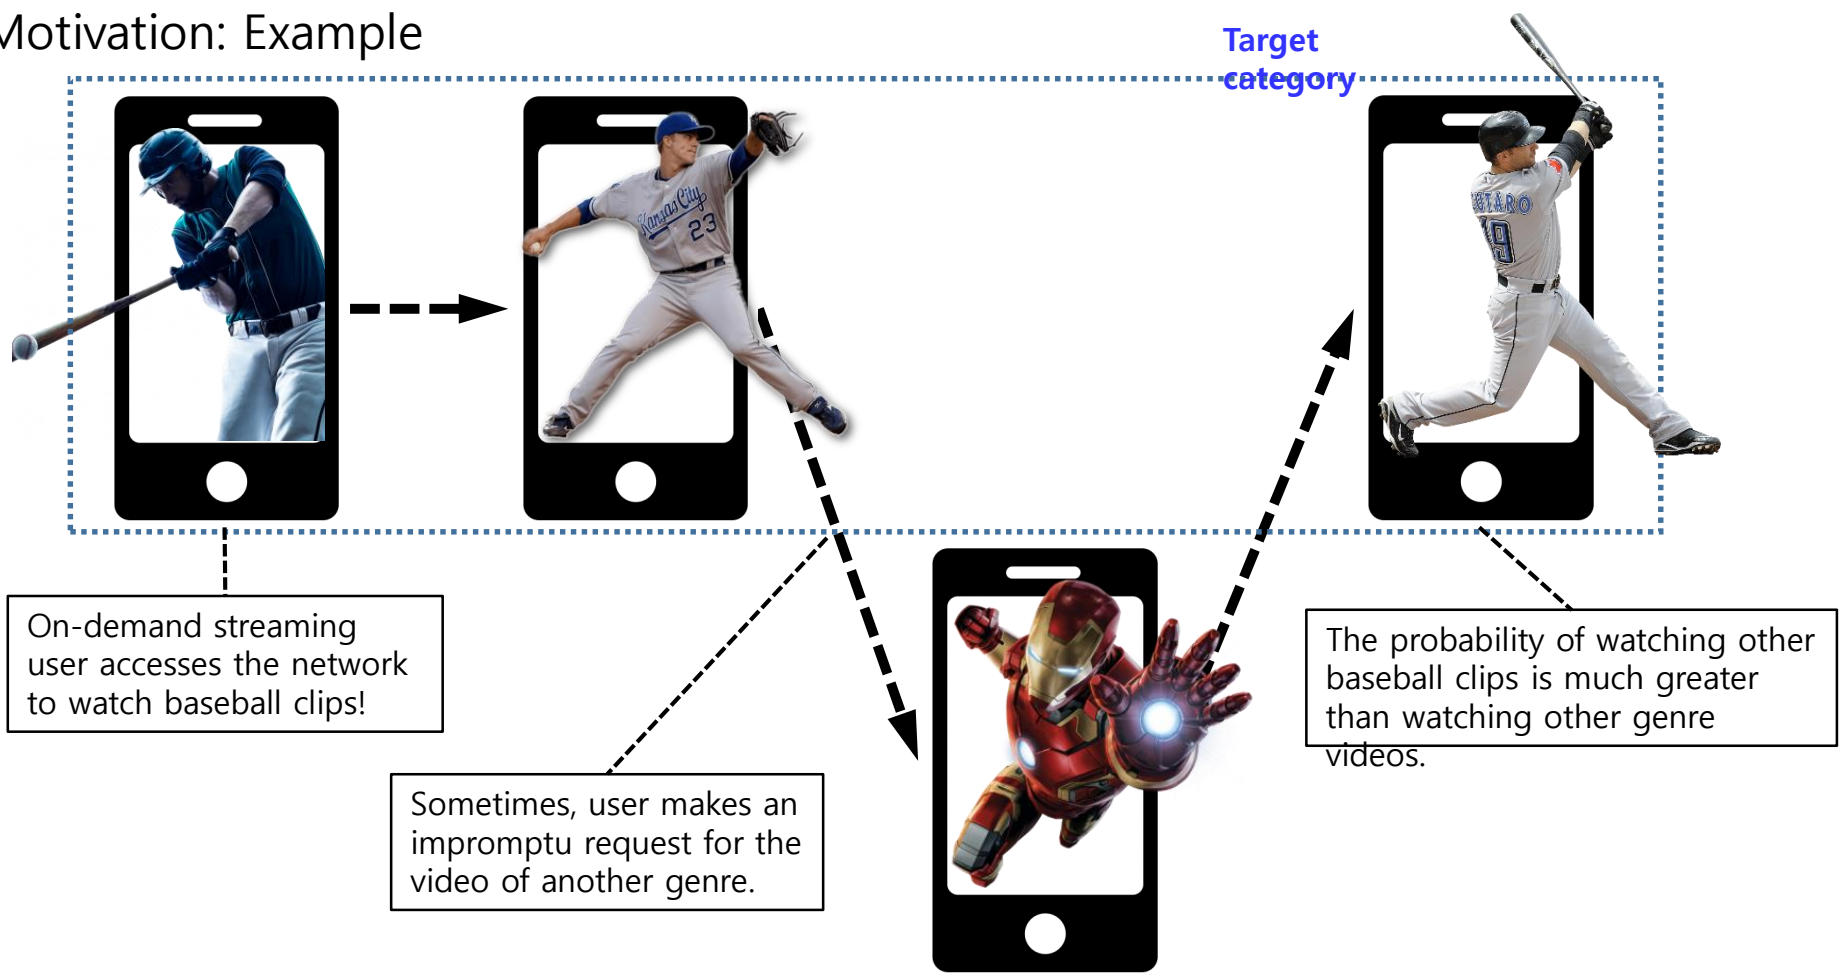 Motivation: Example
Target
category
Kansas City
23
19
On-demand streaming
user accesses the network
to watch baseball clips!
Sometimes, user makes an
impromptu request for the
video of another genre.
The probability of watching other
baseball clips is much greater
than watching other genre
videos.